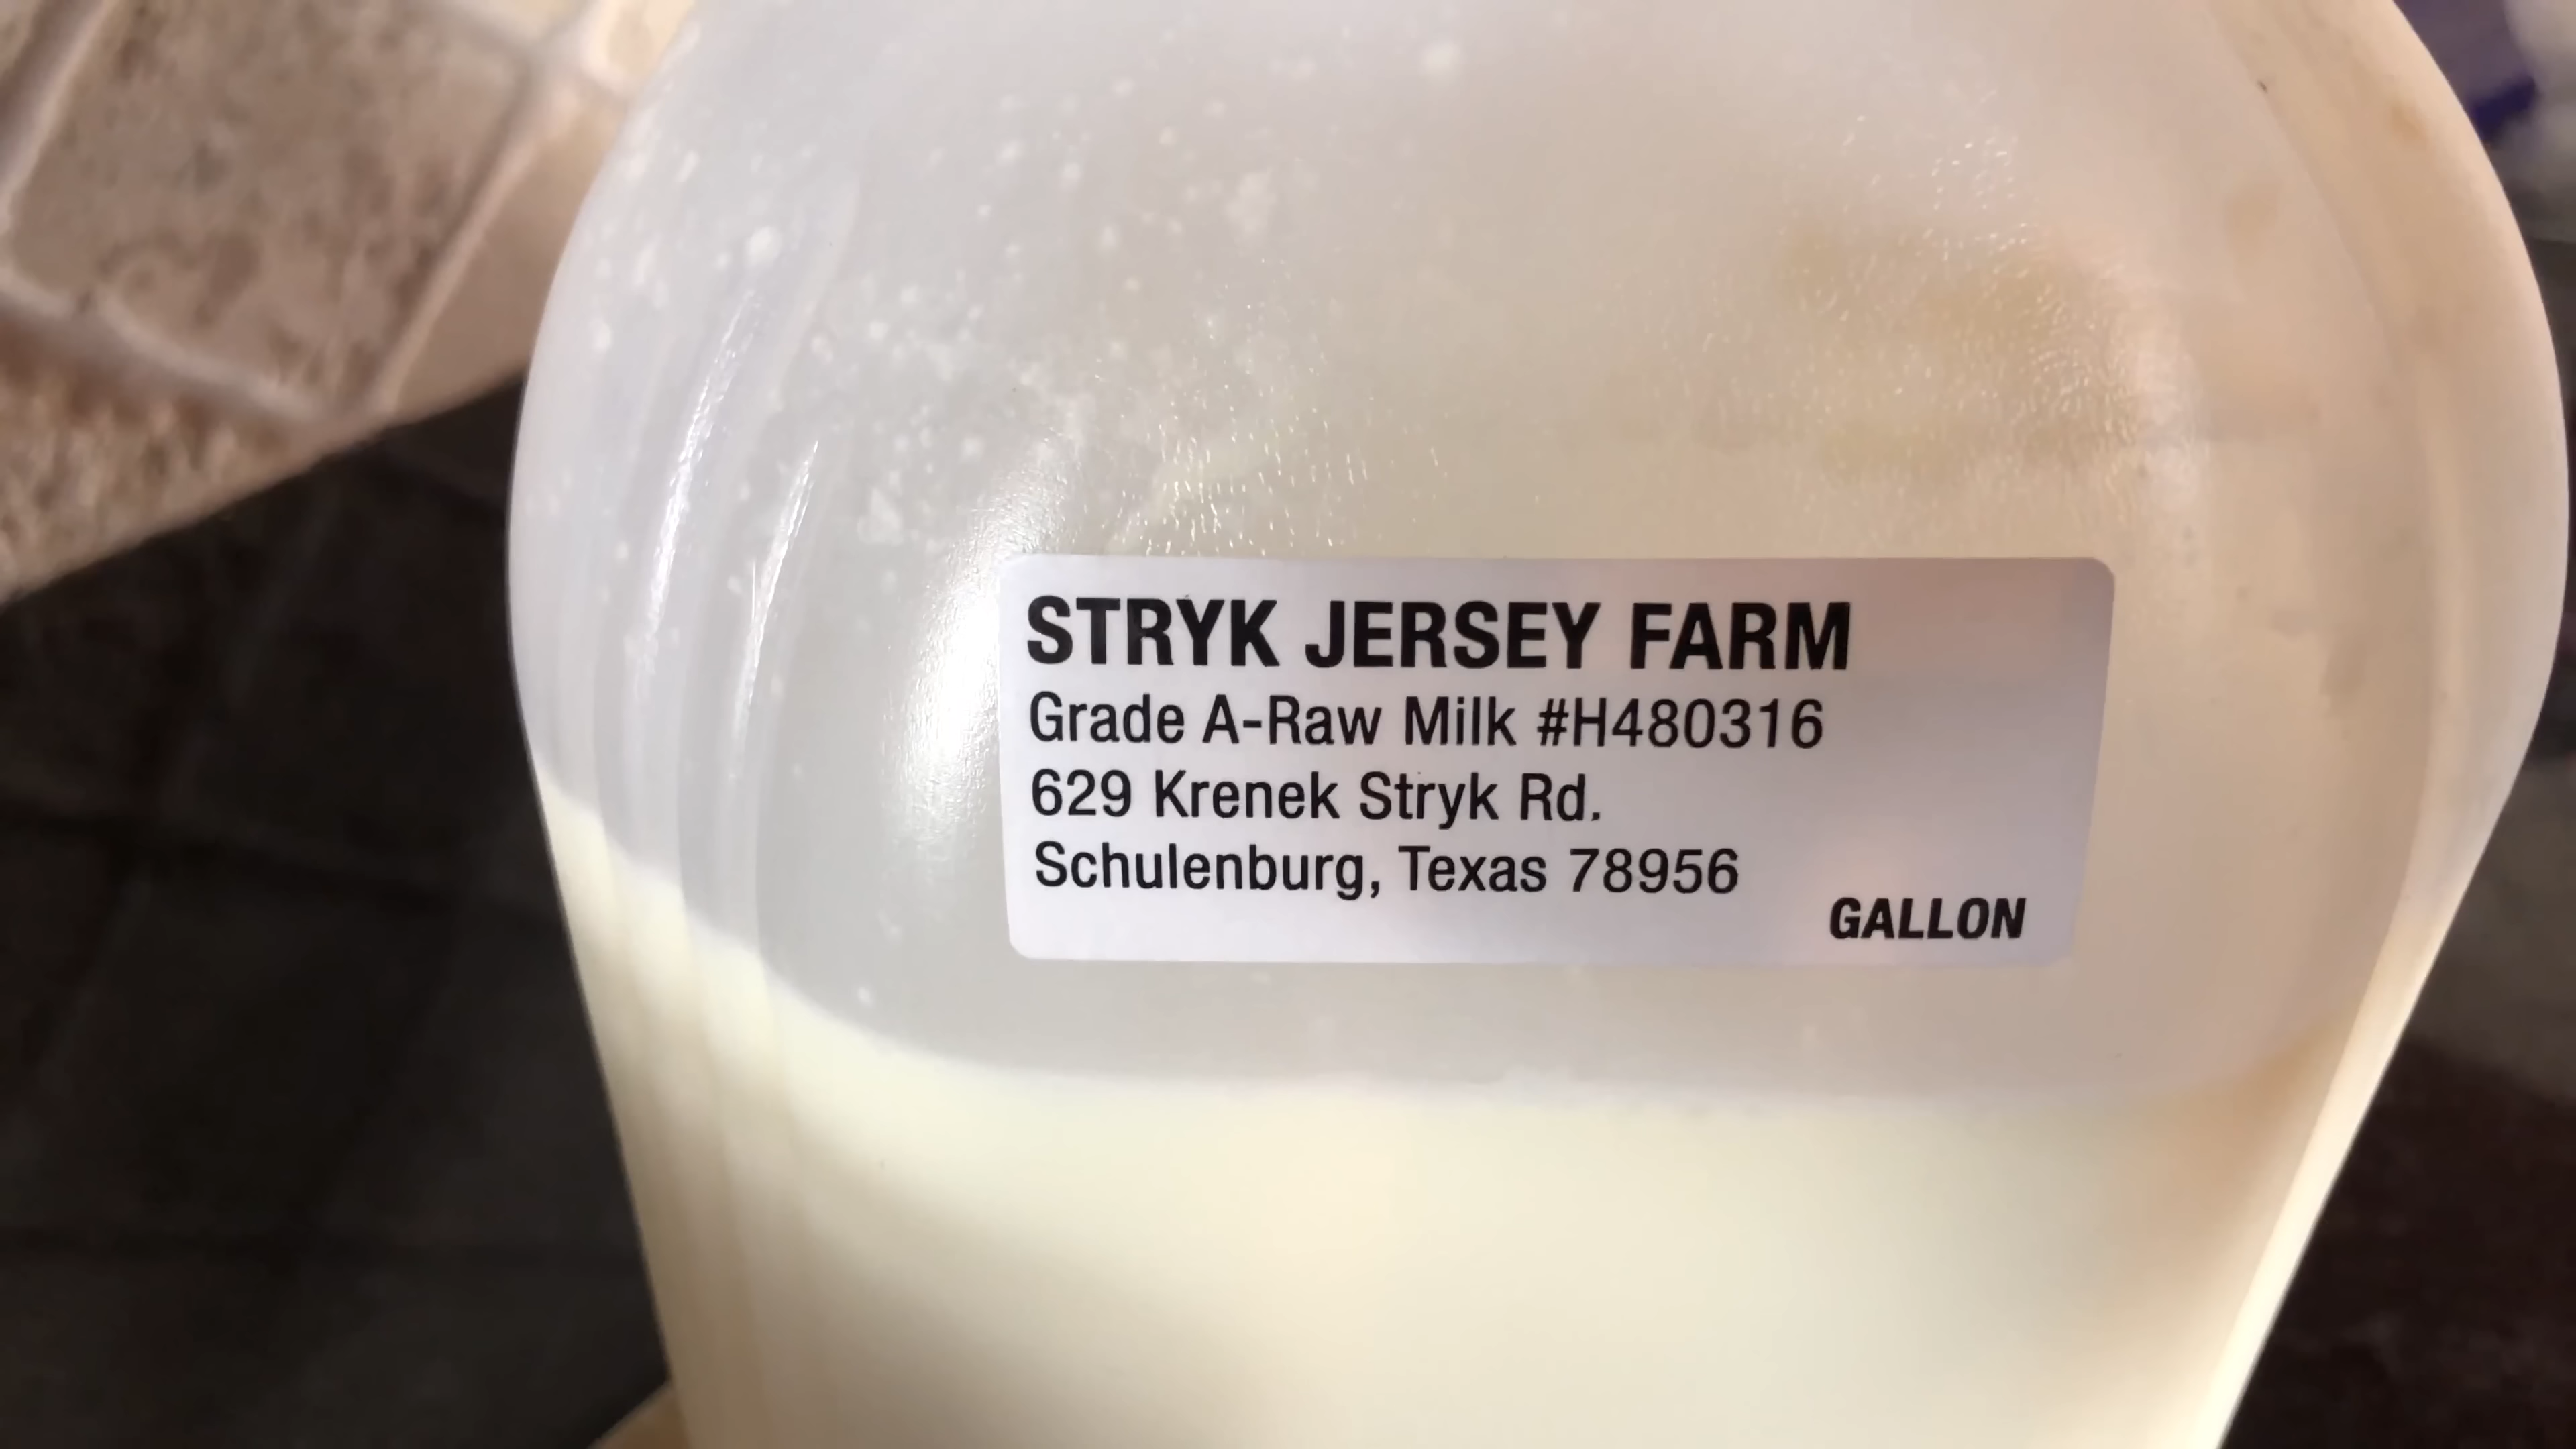 STRYK JERSEY FARM
Grade A-Raw Milk #H480316
629 Krenek Stryk Rd.
Schulenburg, Texas 78956
GALLON